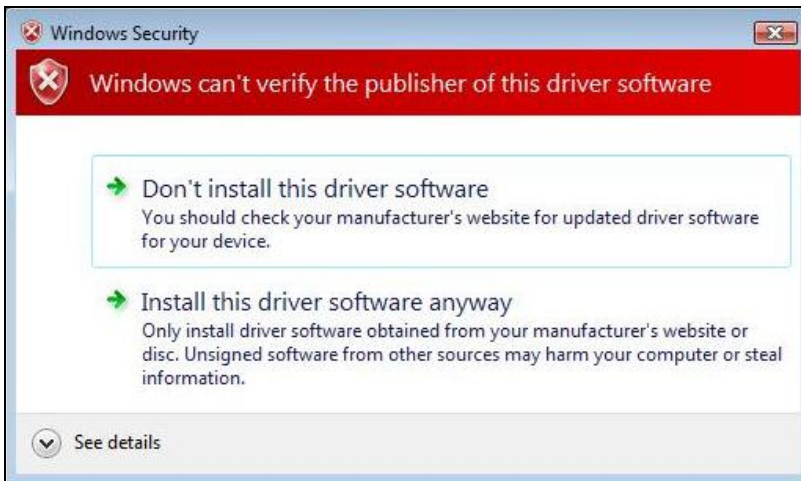 Windows Security
Windows can't verify the publisher of this driver software
Don't install this driver software
You should check your manufacturer's website for updated driver software
for your device.
Install this driver software anyway
Only install driver software obtained from your manufacturer's website or
disc. Unsigned software from other sources may harm your computer or steal
information.
See details